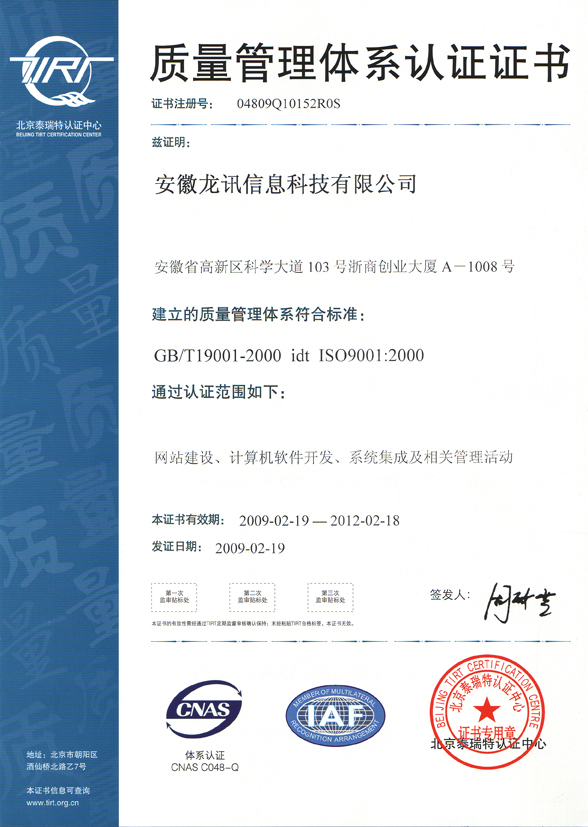 TIRT
北京泰瑞特认证中心
BEIJING TIRT CERTIFICATION CENTER
质量管理体系认证证书
证书注册号： 04809Q10152R0S
兹证明：
安徽龙讯信息科技有限公司
安徽省高新区科学大道 103 号浙商创业大厦 A－1008 号
建立的质量管理体系符合标准：
GB/T19001-2000 idt ISO9001:2000
通过认证范围如下：
网站建设、计算机软件开发、系统集成及相关管理活动
本证书有效期： 2009-02-19 — 2012-02-18
发证日期： 2009-02-19
第一次 第二次 第三次
监审贴标处 监审贴标处 监审贴标处
签发人：
本证书的有效性需经通过TIRT定期监督审核确认保持；未经粘贴TIRT合格标签，本证书无效。
CNAS
体系认证
CNAS C048-Q
MEMBER OF MULTILATERAL
IAF
RECOGNITION ARRANGEMENT
BEIJING TIRT CERTIFICATION CENTRE
北京泰瑞特认证中心
证书专用章
北京泰瑞特认证中心
地址：北京市朝阳区
酒仙桥北路乙7号
本证书信息可查询
www.tirt.org.cn